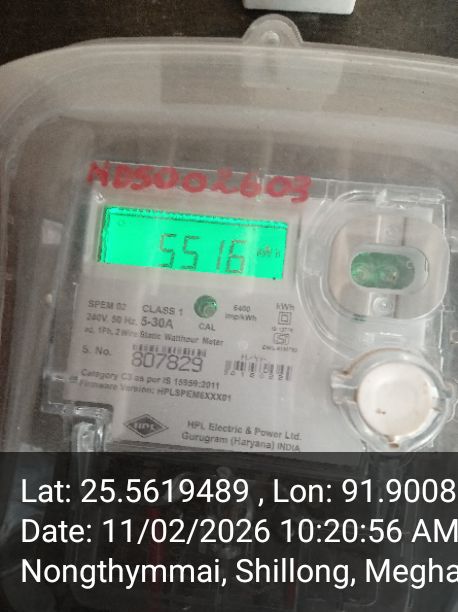 MDS0002603
5516
kWh
SPEM 02 CLASS 1
240V, 50 Hz, 5-30A
ac, 1Ph, 2 Wire Static Watthour Meter
CAL
6400
imp/kWh
kWh
S. No. 807829
Category C3 as per IS 15959:2011
Firmware Version: HPLSPEM6XXX01
HPL
HPL Electric & Power Ltd.
Gurugram (Haryana) INDIA
Lat: 25.5619489 , Lon: 91.9008
Date: 11/02/2026 10:20:56 AM
Nongthymmai, Shillong, Megha